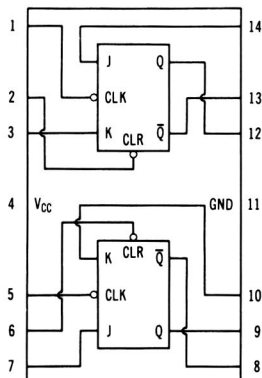 1 14
J Q
2 CLK 13
3 K Q̅ 12
CLR
4 VCC GND 11
CLR
K Q̅
5 CLK 10
6 J Q 9
7 8